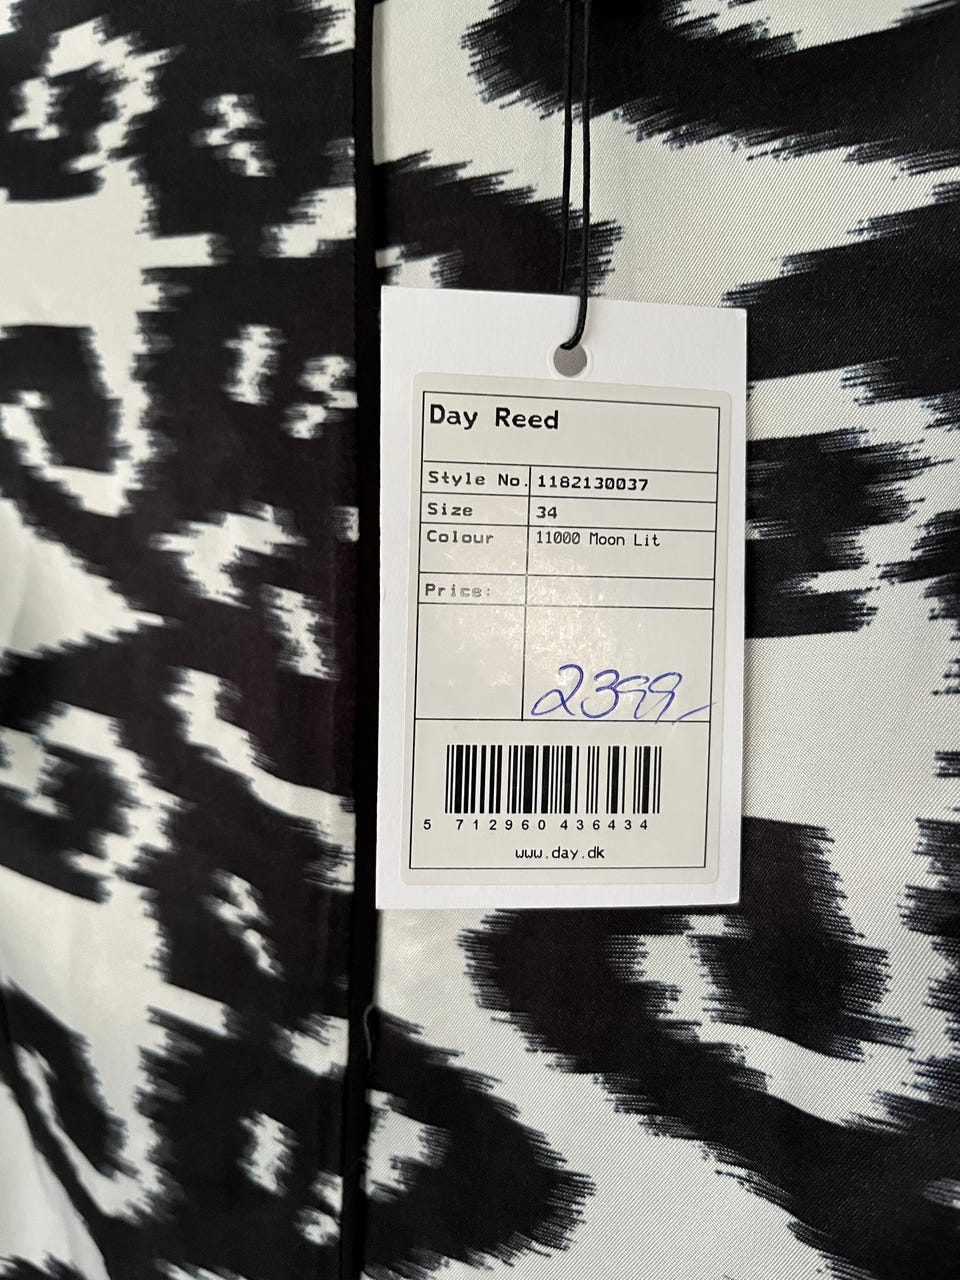 Day Reed
Style No. 1182130037
Size 34
Colour 11000 Moon Lit
Price:
2399,-
5 712960 436434
www.day.dk